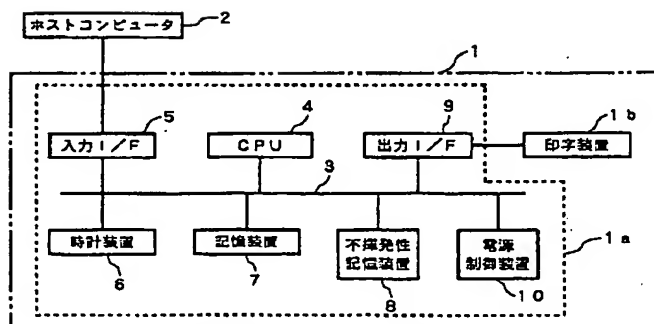 ホストコンピュータ
2
1
5
4
9
1b
入力I/F
CPU
出力I/F
印字装置
3
時計装置
記憶装置
不揮発性
記憶装置
電源
制御装置
1a
6
7
8
10